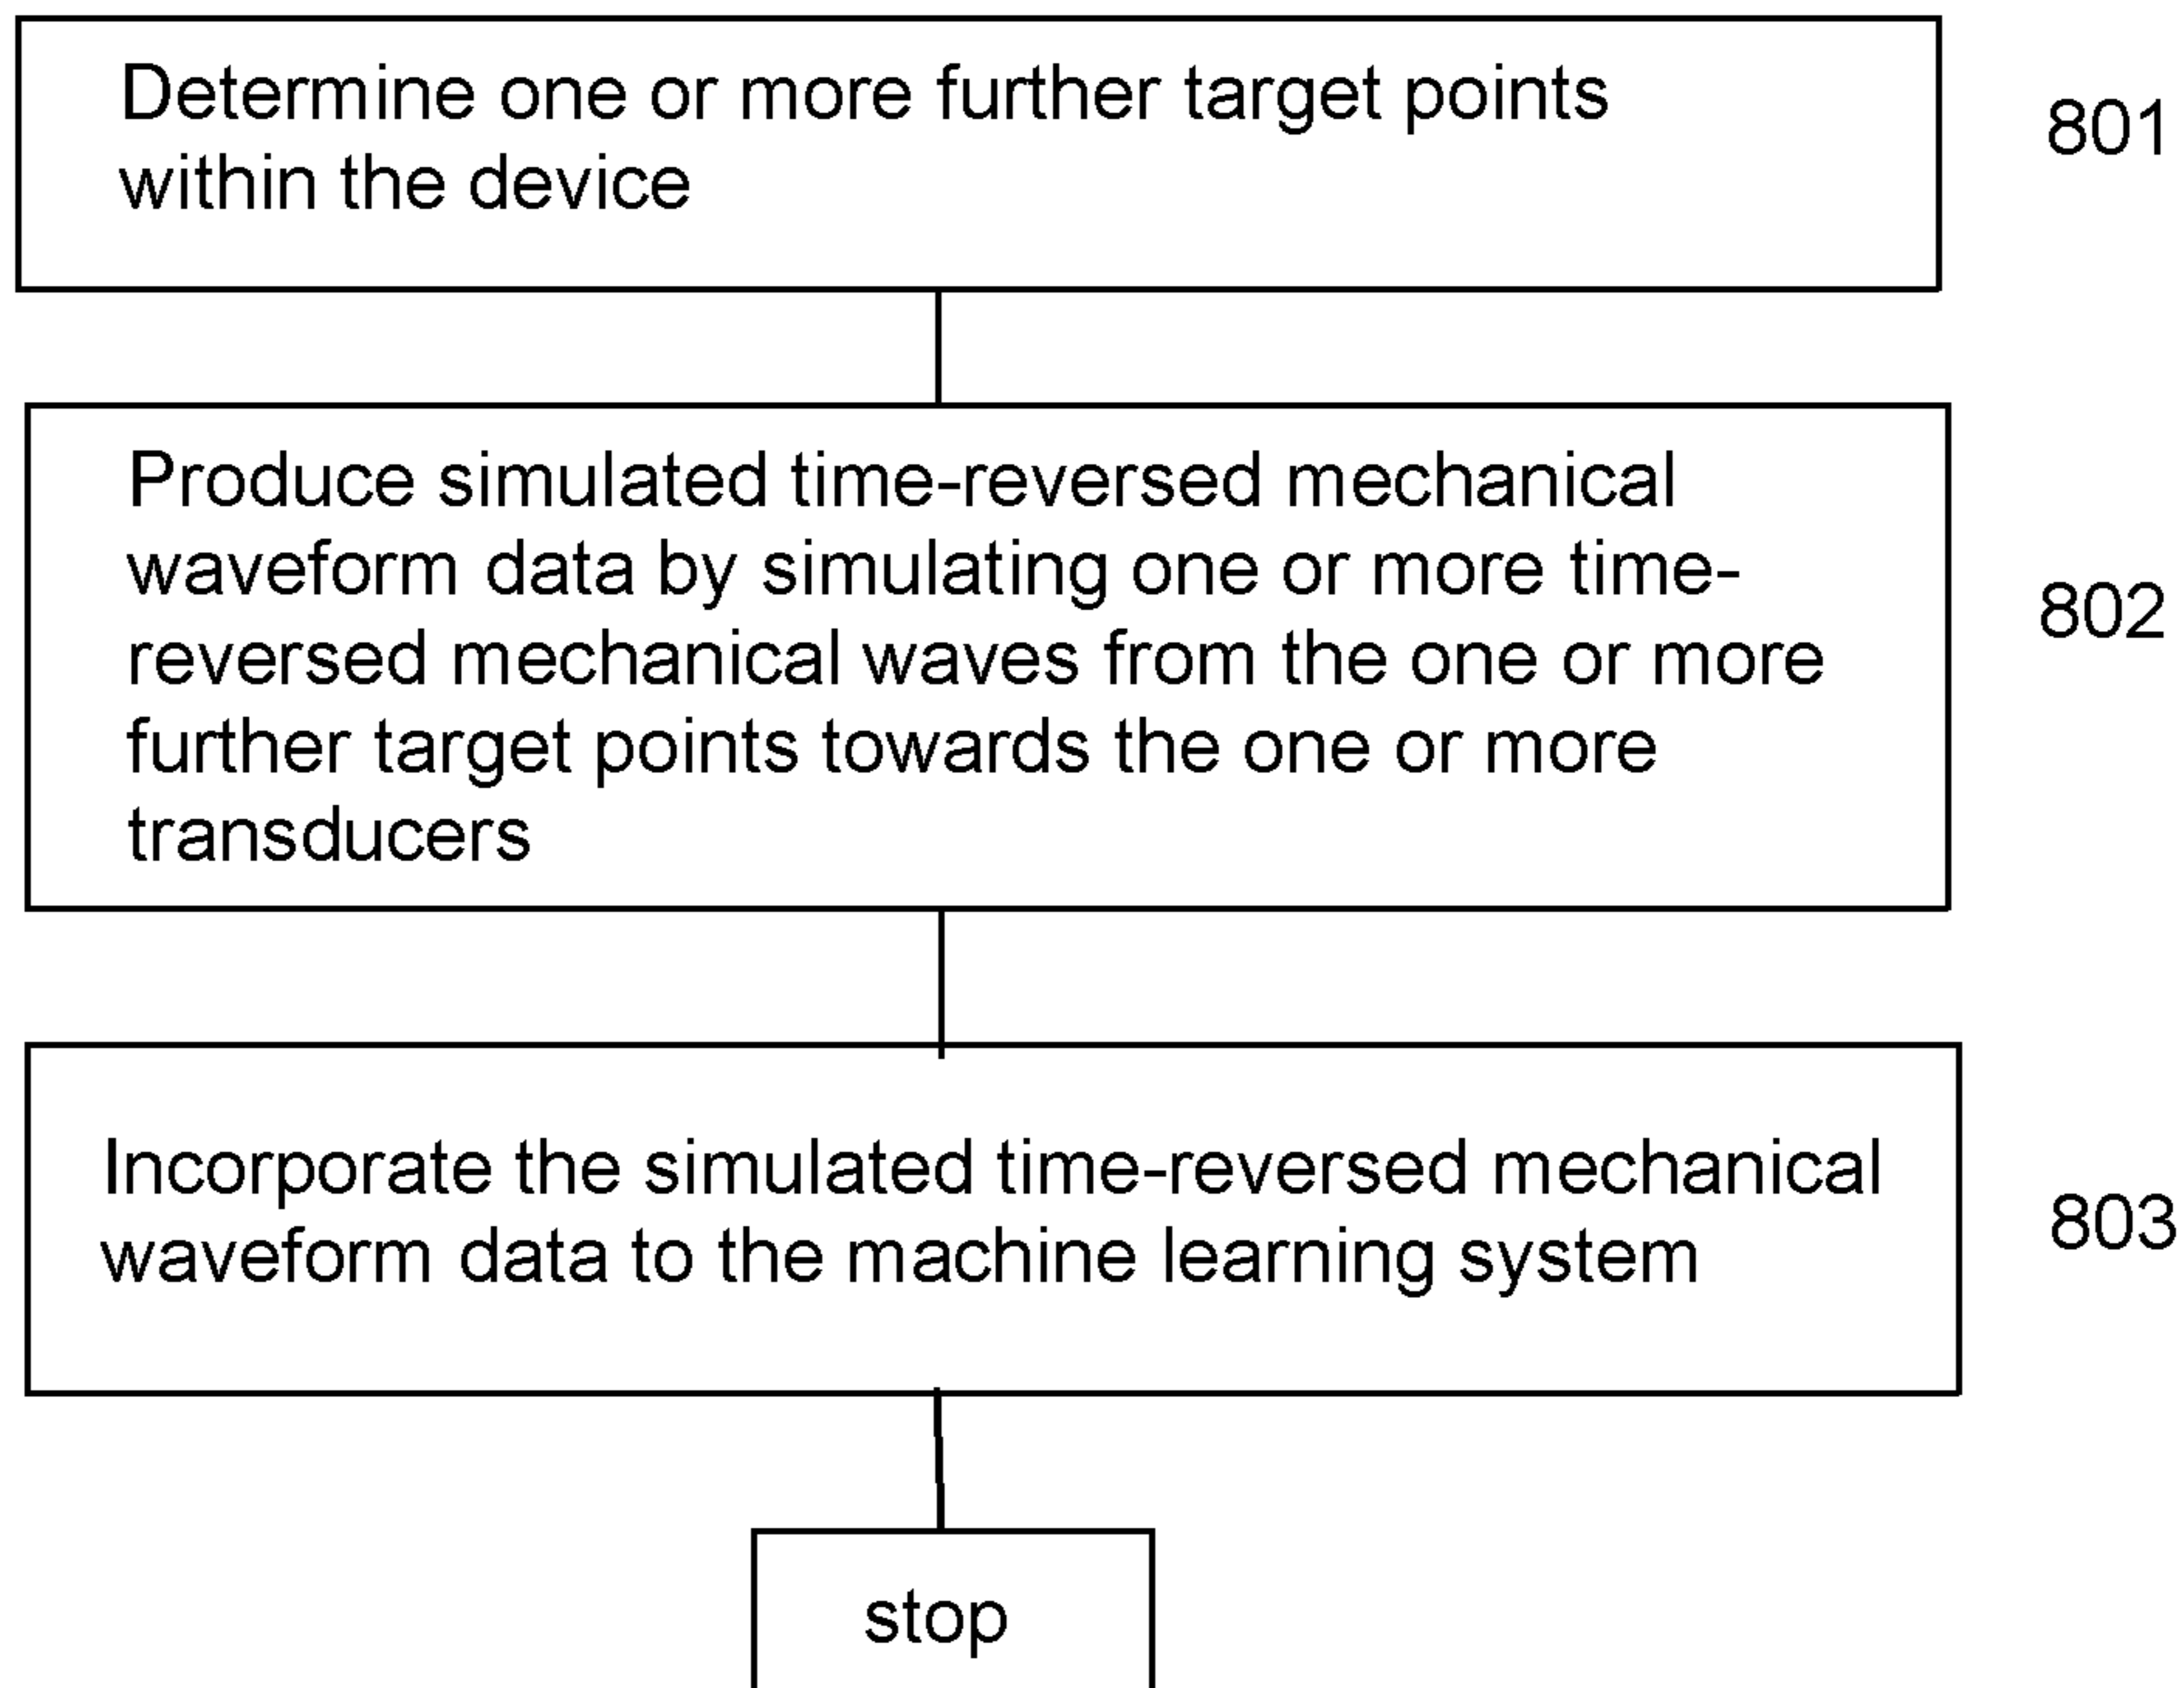 Determine one or more further target points
within the device
801
Produce simulated time-reversed mechanical
waveform data by simulating one or more time-
reversed mechanical waves from the one or more
further target points towards the one or more
transducers
802
Incorporate the simulated time-reversed mechanical
waveform data to the machine learning system
803
stop